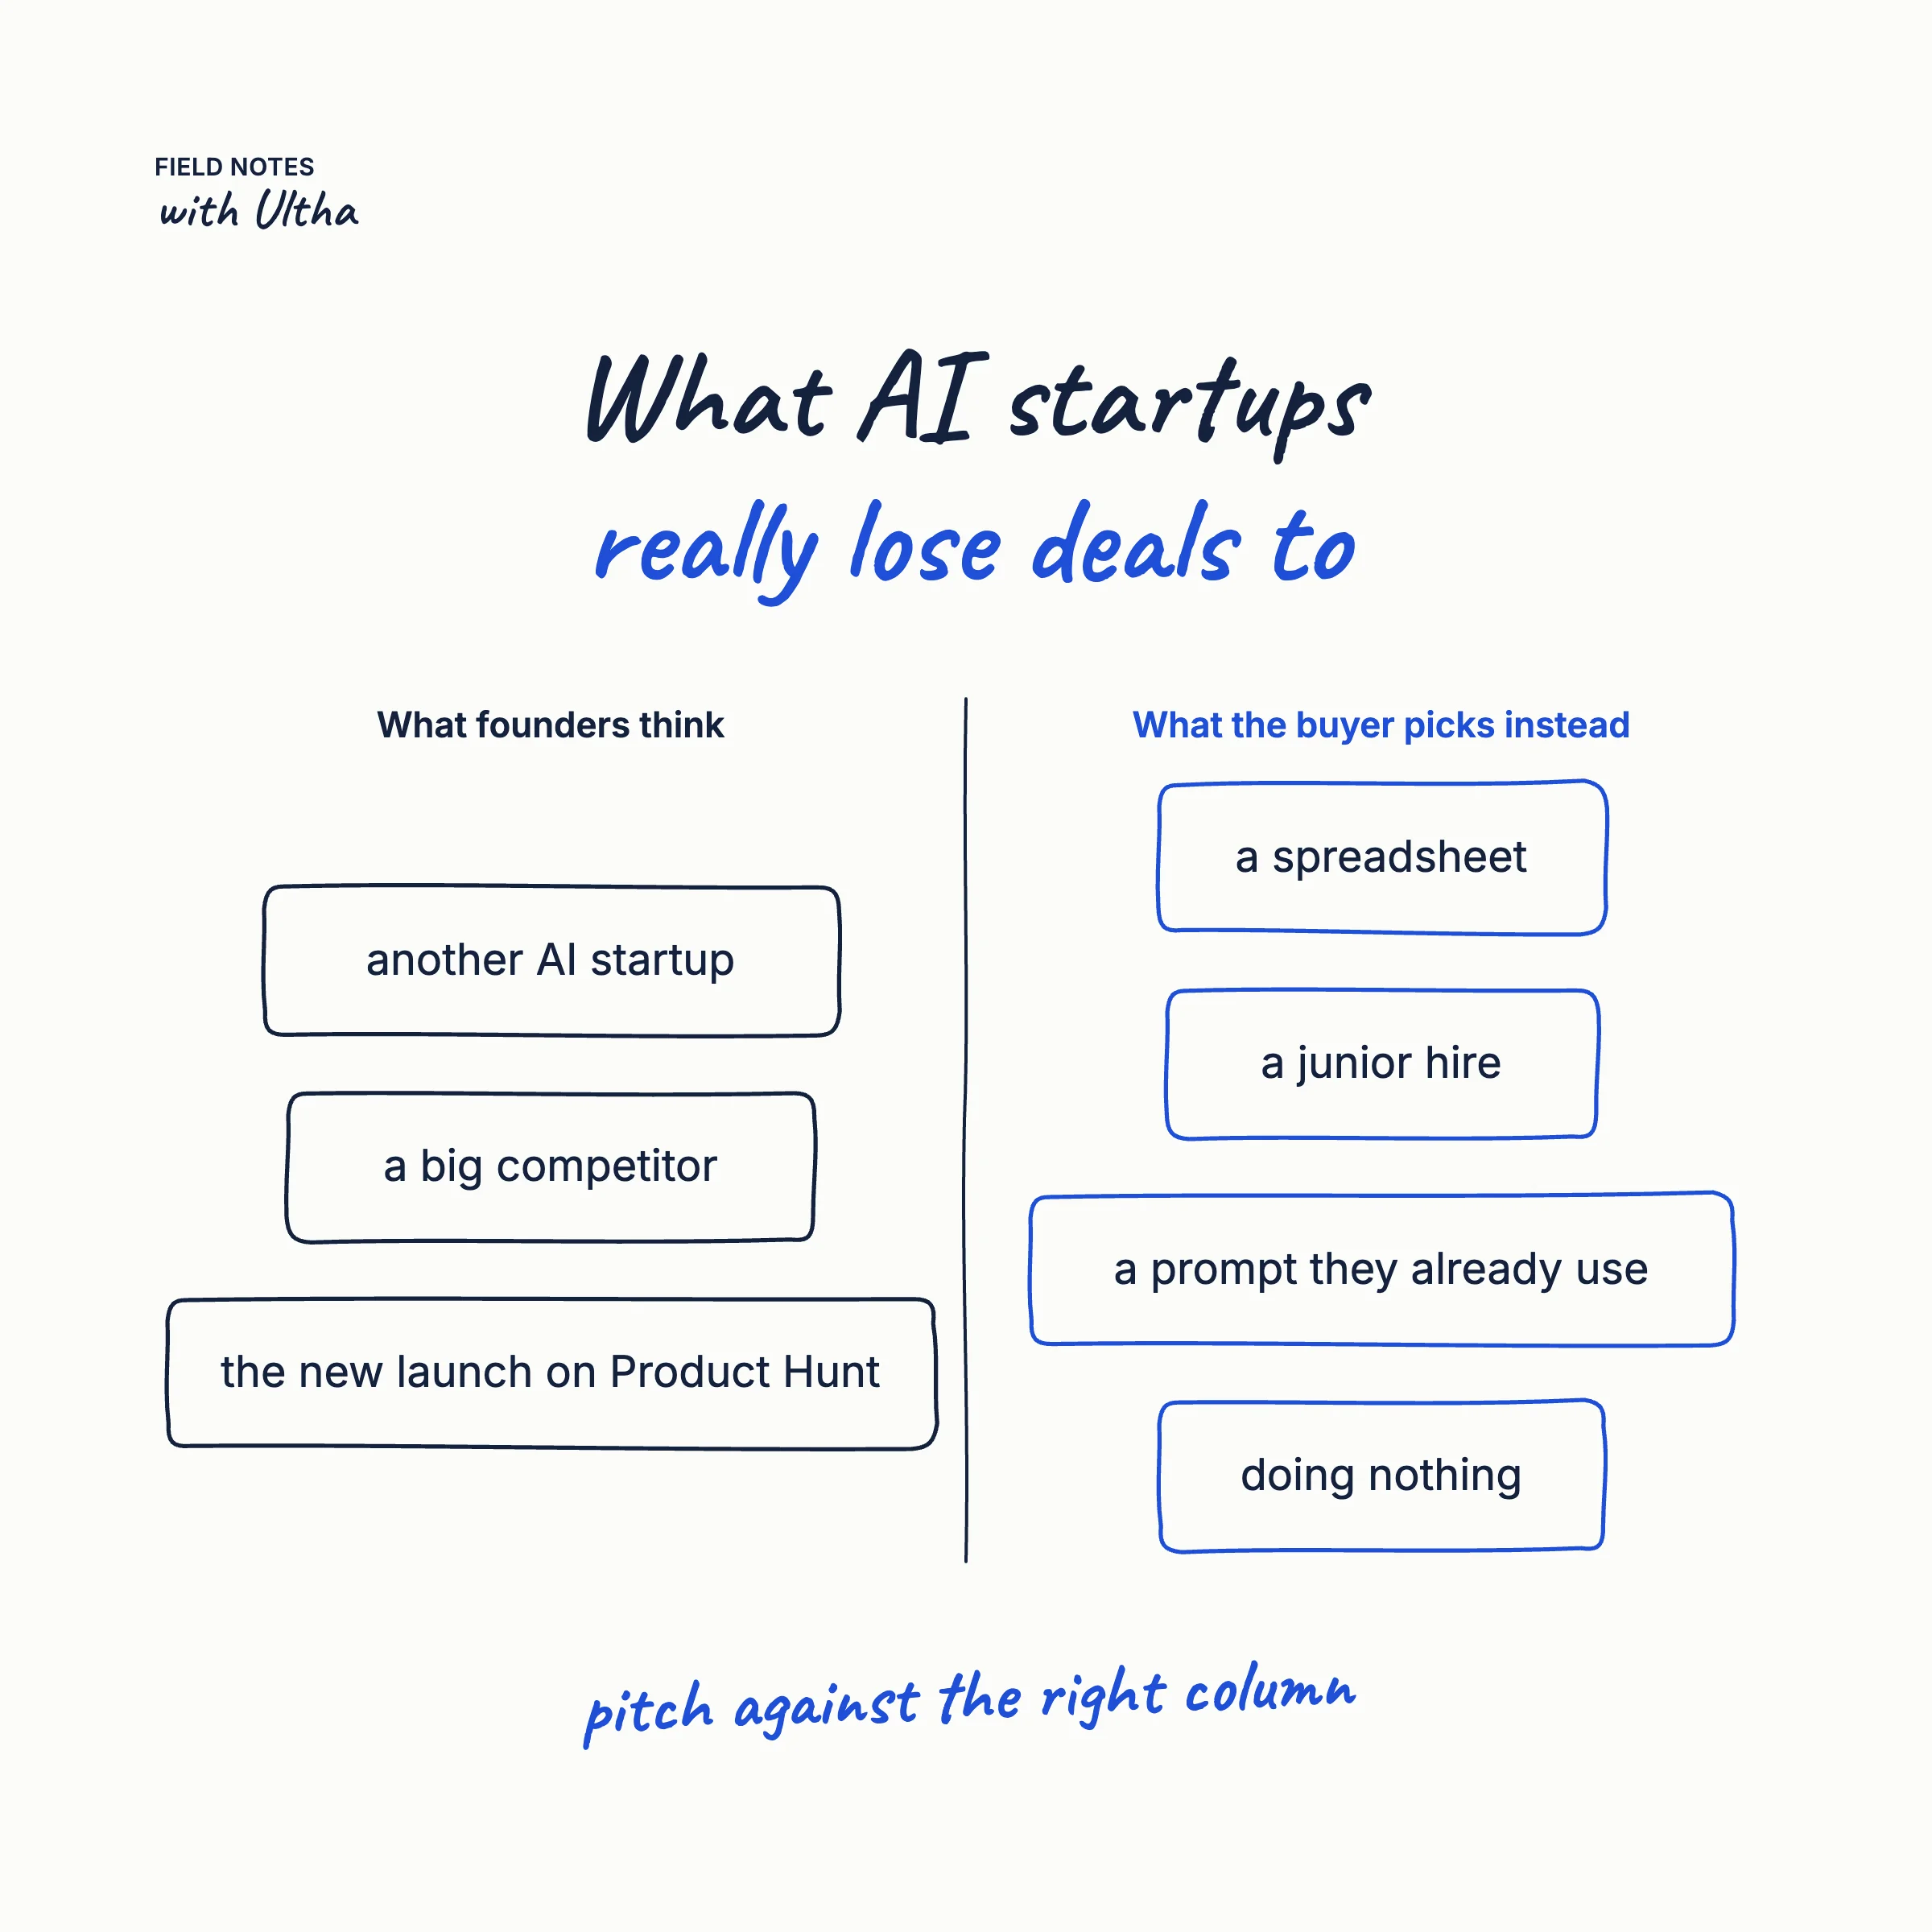 FIELD NOTES
with Ultha
What AI startups
really lose deals to
What founders think
another AI startup
a big competitor
the new launch on Product Hunt
What the buyer picks instead
a spreadsheet
a junior hire
a prompt they already use
doing nothing
pitch against the right column